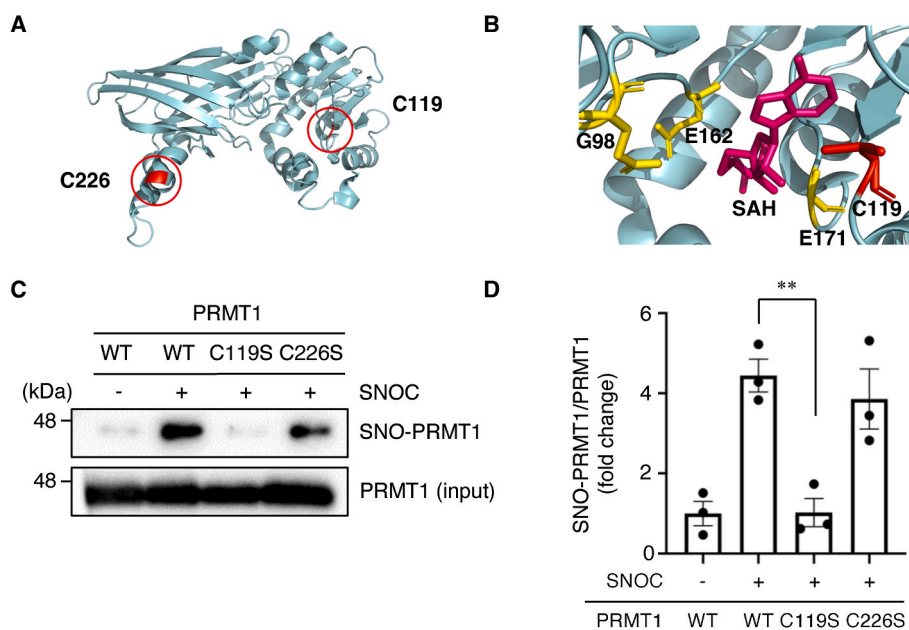 A
C119
C226
B
G98
E162
SAH
C119
E171
C
PRMT1
WT WT C119S C226S
(kDa) - + + + SNOC
48 SNO-PRMT1
48 PRMT1 (input)
D
SNO-PRMT1/PRMT1
(fold change)
6
4
2
0
**
SNOC - + + +
PRMT1 WT WT C119S C226S